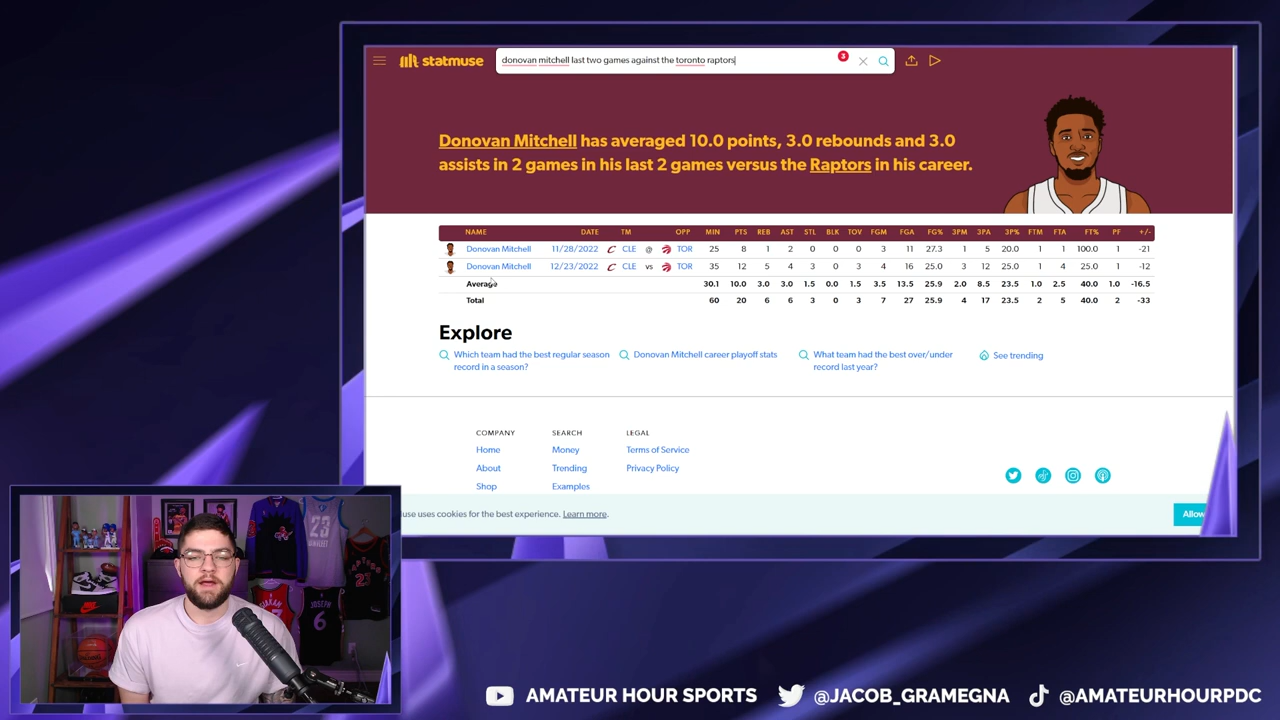 statmuse
donovan mitchell last two games against the toronto raptors
3
Donovan Mitchell has averaged 10.0 points, 3.0 rebounds and 3.0
assists in 2 games in his last 2 games versus the Raptors in his career.
NAME DATE TM OPP MIN PTS REB AST STL BLK TOV FGM FGA FG% 3PM 3PA 3P% FTM FTA FT% PF +/-
Donovan Mitchell 11/28/2022 CLE @ TOR 25 8 1 2 0 0 0 3 11 27.3 1 5 20.0 1 1 100.0 1 -21
Donovan Mitchell 12/23/2022 CLE vs TOR 35 12 5 4 3 0 3 4 16 25.0 3 12 25.0 1 4 25.0 1 -12
Average 30.1 10.0 3.0 3.0 1.5 0.0 1.5 3.5 13.5 25.9 2.0 8.5 23.5 1.0 2.5 40.0 1.0 -16.5
Total 60 20 6 6 3 0 3 7 27 25.9 4 17 23.5 2 5 40.0 2 -33
Explore
Which team had the best regular season
record in a season?
Donovan Mitchell career playoff stats
What team had the best over/under
record last year?
See trending
COMPANY SEARCH LEGAL
Home Money Terms of Service
About Trending Privacy Policy
Shop Examples
use uses cookies for the best experience. Learn more.
Allow
23
23
JOSEPH
6
AMATEUR HOUR SPORTS @JACOB_GRAMEGNA @AMATEURHOURPDC